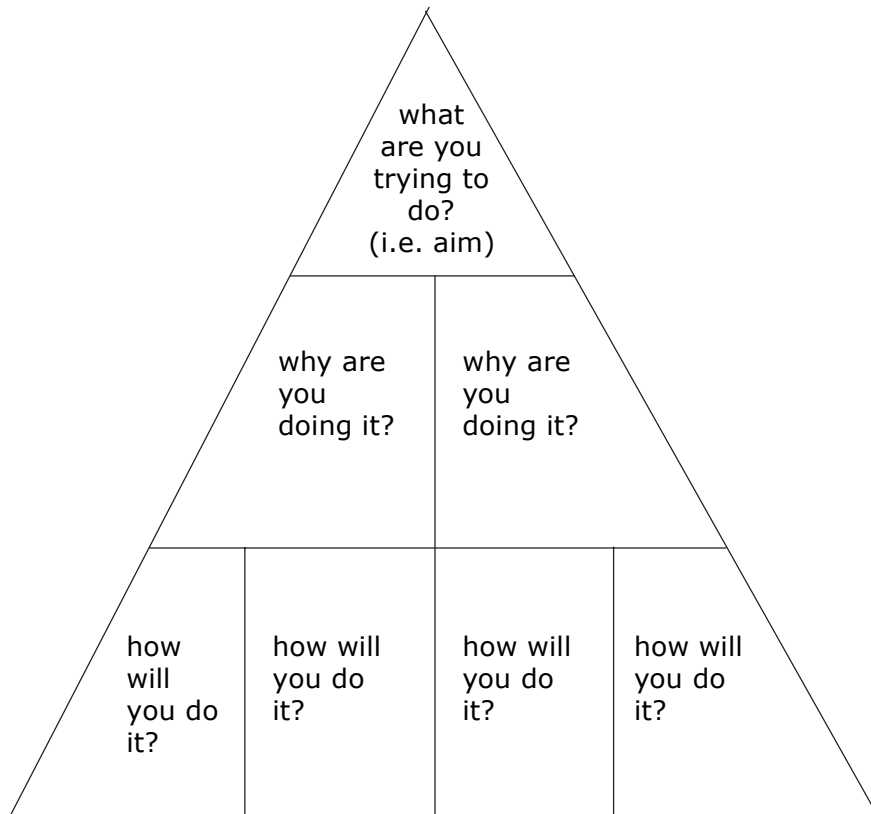 what
are you
trying to
do?
(i.e. aim)
why are
you
doing it?
why are
you
doing it?
how
will
you do
it?
how will
you do
it?
how will
you do
it?
how will
you do
it?